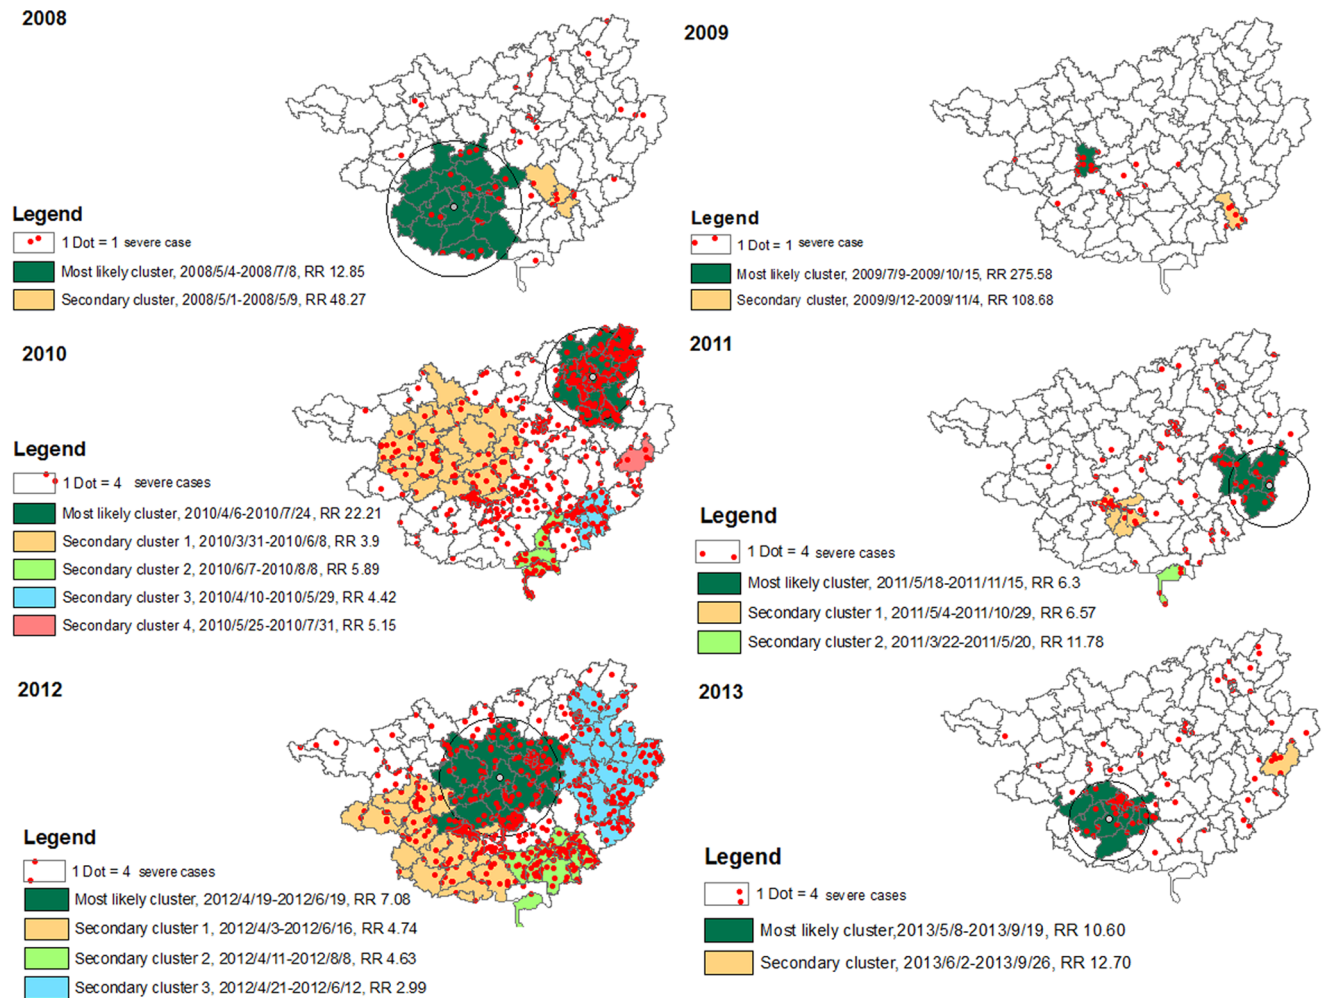 2008
Legend
1 Dot = 1 severe case
Most likely cluster, 2008/5/4-2008/7/8, RR 12.85
Secondary cluster, 2008/5/1-2008/5/9, RR 48.27
2009
Legend
1 Dot = 1 severe case
Most likely cluster, 2009/7/9-2009/10/15, RR 275.58
Secondary cluster, 2009/9/12-2009/11/4, RR 108.68
2010
Legend
1 Dot = 4 severe cases
Most likely cluster, 2010/4/6-2010/7/24, RR 22.21
Secondary cluster 1, 2010/3/31-2010/6/8, RR 3.9
Secondary cluster 2, 2010/6/7-2010/8/8, RR 5.89
Secondary cluster 3, 2010/4/10-2010/5/29, RR 4.42
Secondary cluster 4, 2010/5/25-2010/7/31, RR 5.15
2011
Legend
1 Dot = 4 severe cases
Most likely cluster, 2011/5/18-2011/11/15, RR 6.3
Secondary cluster 1, 2011/5/4-2011/10/29, RR 6.57
Secondary cluster 2, 2011/3/22-2011/5/20, RR 11.78
2012
Legend
1 Dot = 4 severe cases
Most likely cluster, 2012/4/19-2012/6/19, RR 7.08
Secondary cluster 1, 2012/4/3-2012/6/16, RR 4.74
Secondary cluster 2, 2012/4/11-2012/8/8, RR 4.63
Secondary cluster 3, 2012/4/21-2012/6/12, RR 2.99
2013
Legend
1 Dot = 4 severe cases
Most likely cluster,2013/5/8-2013/9/19, RR 10.60
Secondary cluster, 2013/6/2-2013/9/26, RR 12.70